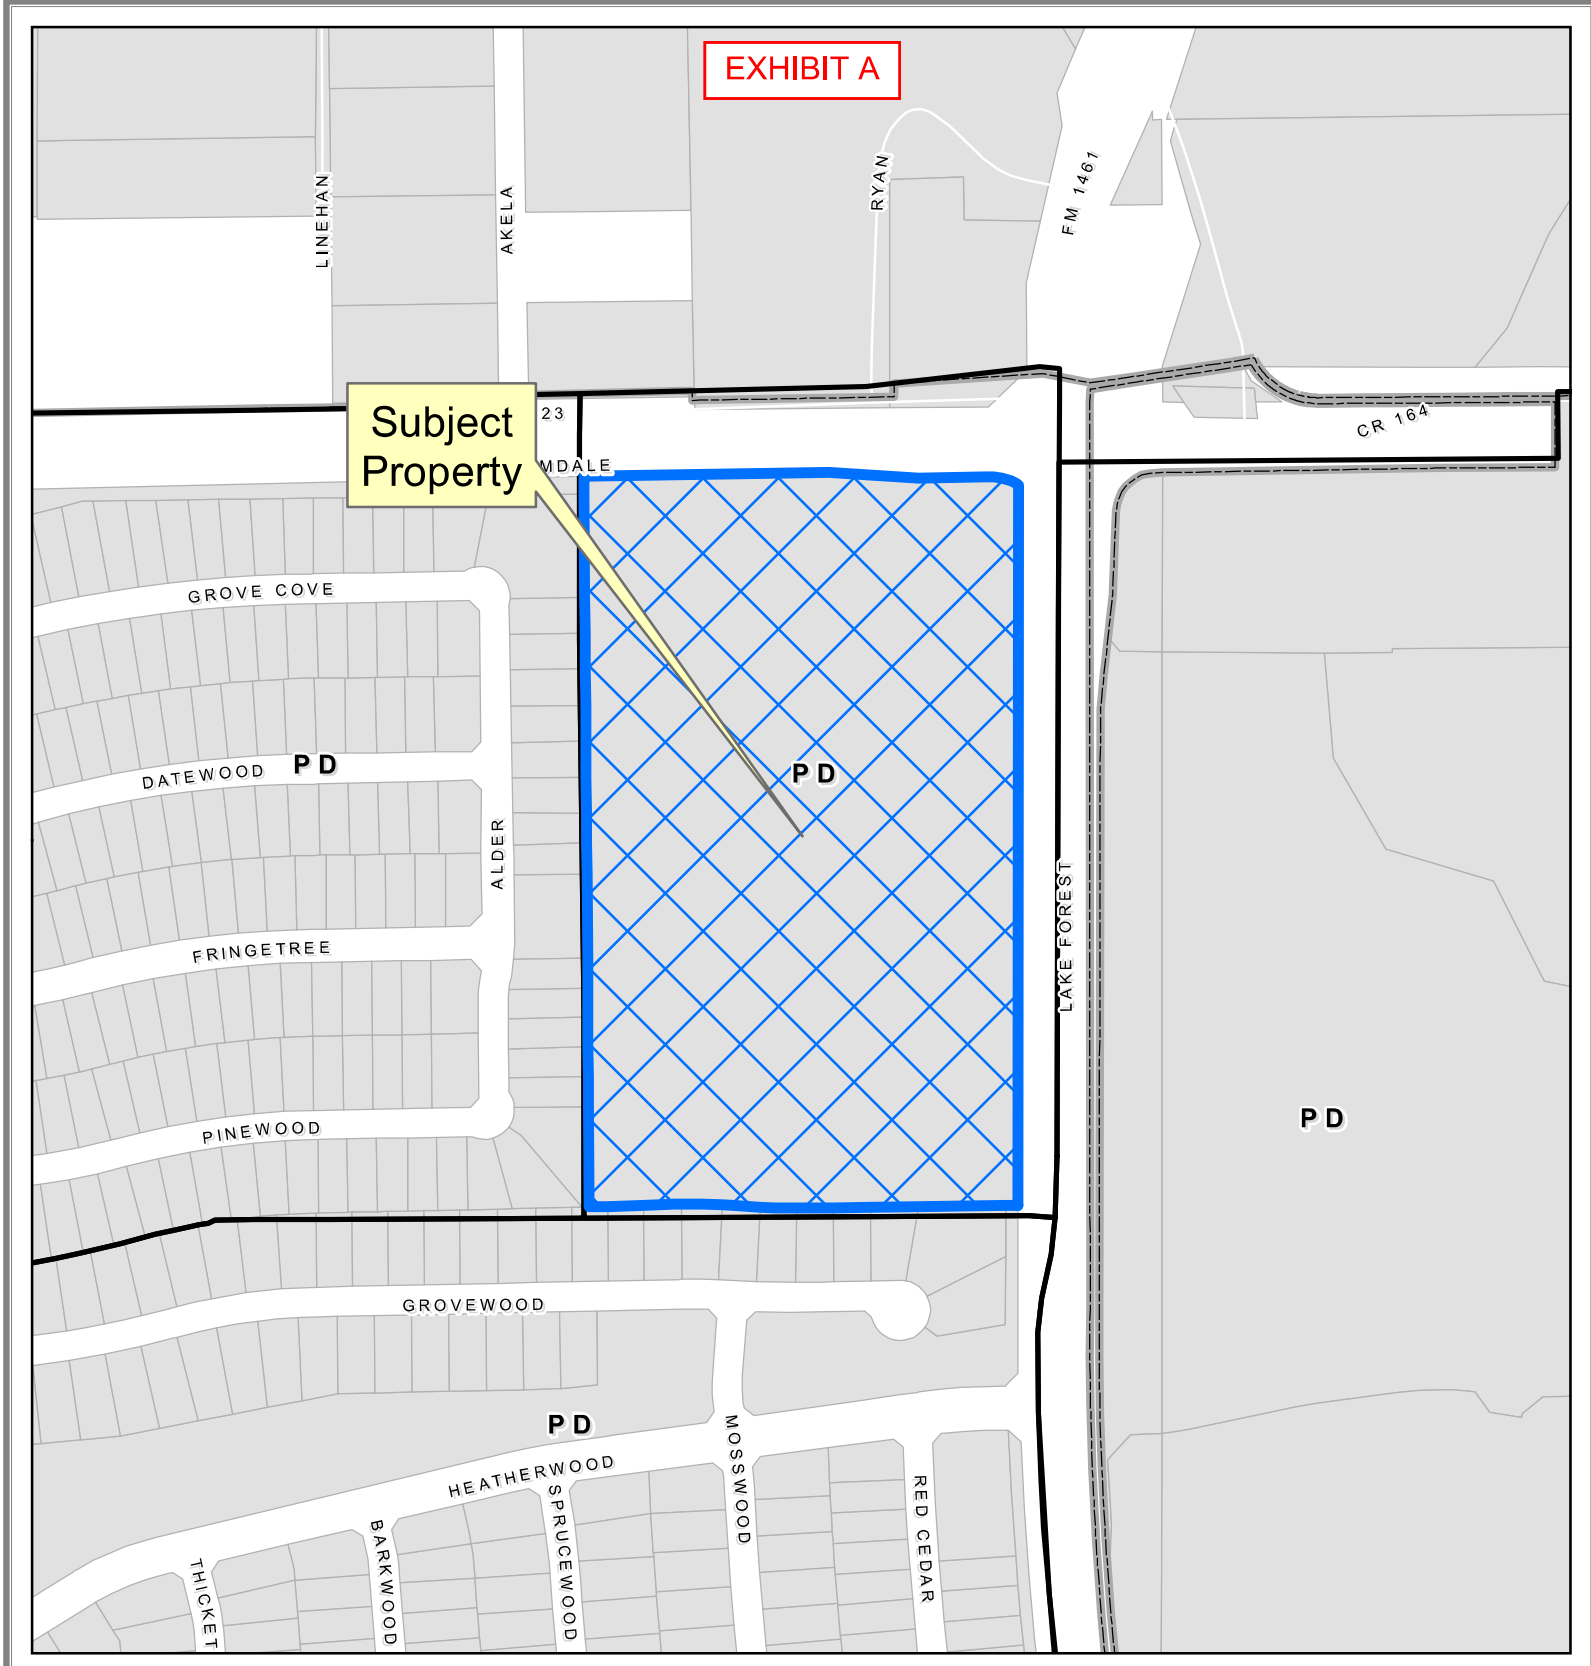 EXHIBIT A
LINEHAN
AKELA
RYAN
FM 1461
Subject
Property
23
MDALE
CR 164
GROVE COVE
DATEWOOD
PD
PD
ALDER
LAKE FOREST
FRINGETREE
PINEWOOD
PD
GROVEWOOD
PD
HEATHERWOOD
MOSSWOOD
RED CEDAR
SPRUCEWOOD
BARKWOOD
THICKET